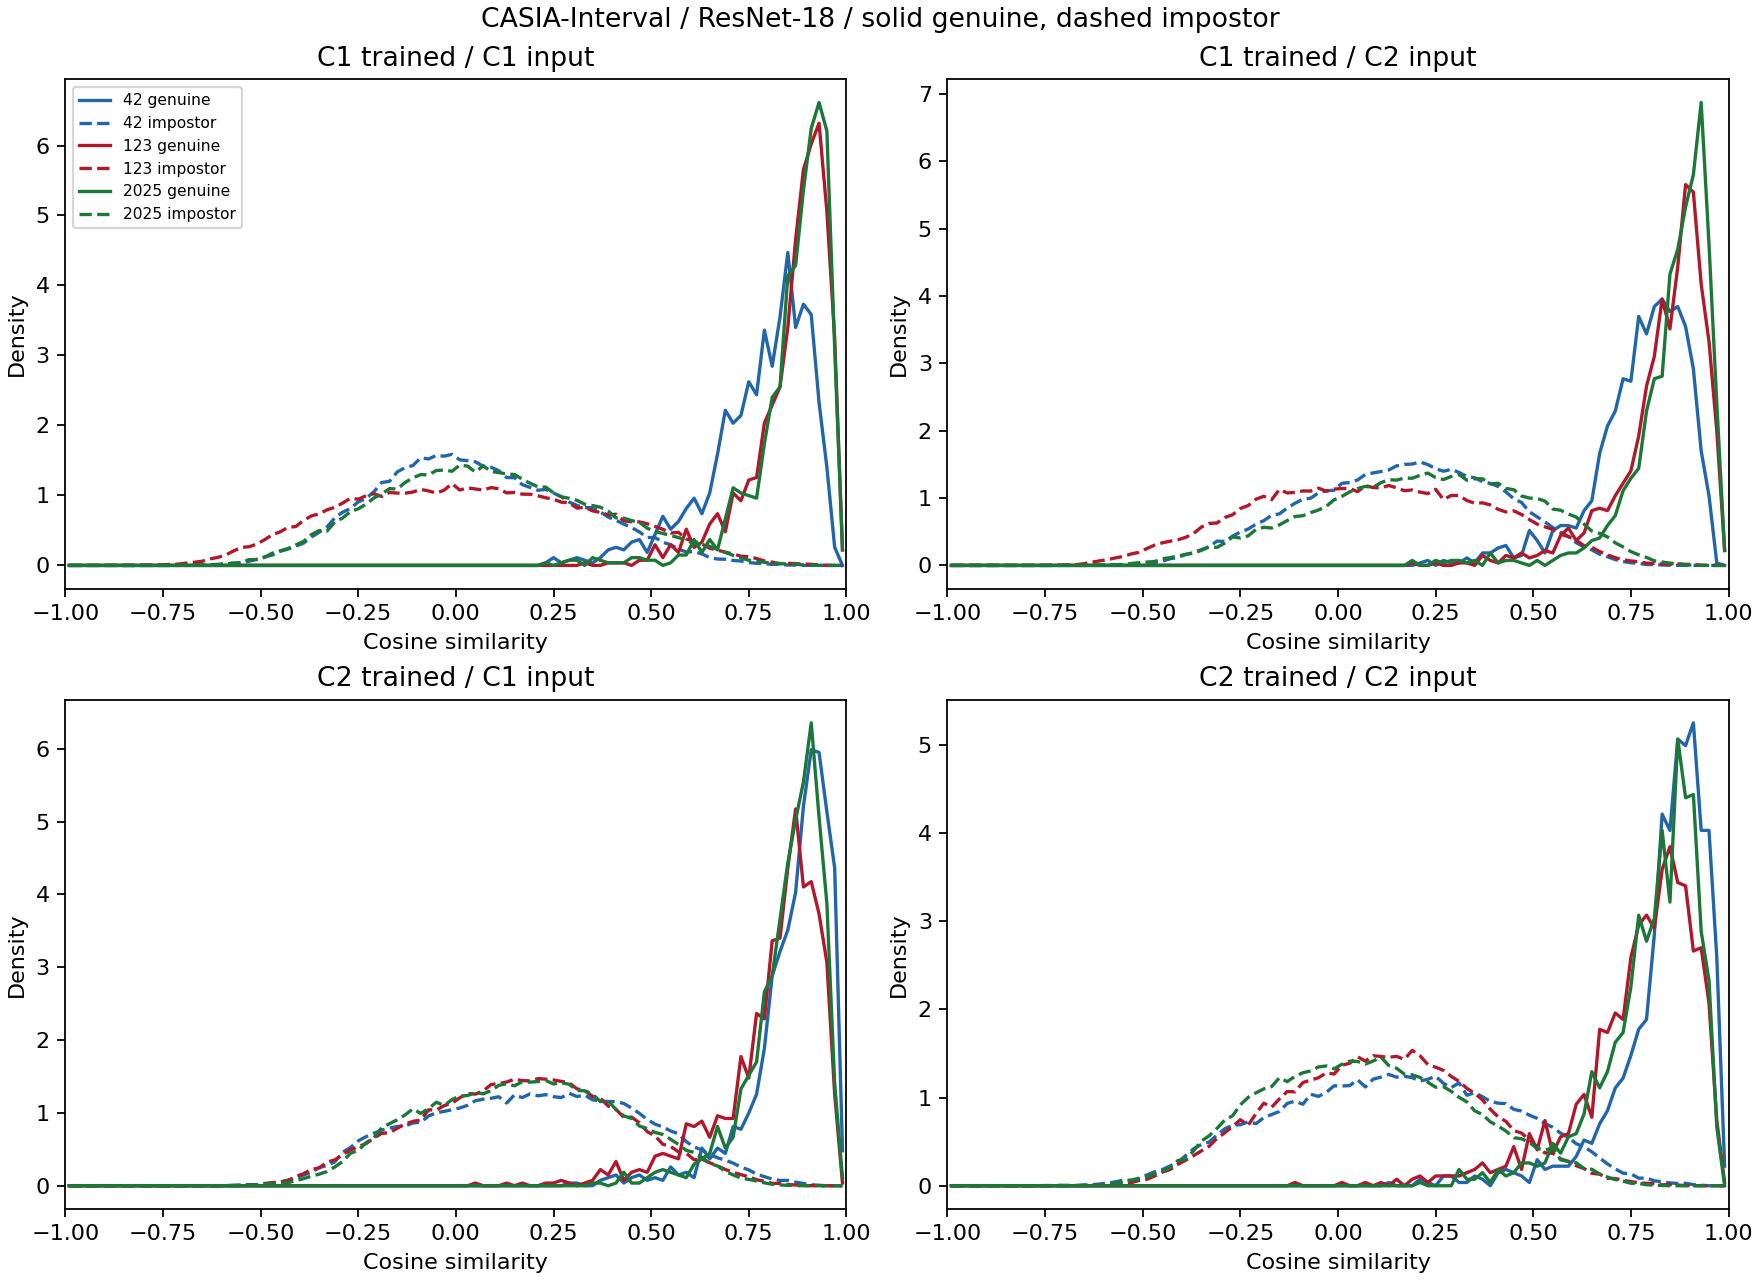 CASIA-Interval / ResNet-18 / solid genuine, dashed impostor
C1 trained / C1 input
Density
6
5
4
3
2
1
0
42 genuine
42 impostor
123 genuine
123 impostor
2025 genuine
2025 impostor
−1.00 −0.75 −0.50 −0.25 0.00 0.25 0.50 0.75 1.00
Cosine similarity
C1 trained / C2 input
Density
7
6
5
4
3
2
1
0
−1.00 −0.75 −0.50 −0.25 0.00 0.25 0.50 0.75 1.00
Cosine similarity
C2 trained / C1 input
Density
6
5
4
3
2
1
0
−1.00 −0.75 −0.50 −0.25 0.00 0.25 0.50 0.75 1.00
Cosine similarity
C2 trained / C2 input
Density
5
4
3
2
1
0
−1.00 −0.75 −0.50 −0.25 0.00 0.25 0.50 0.75 1.00
Cosine similarity